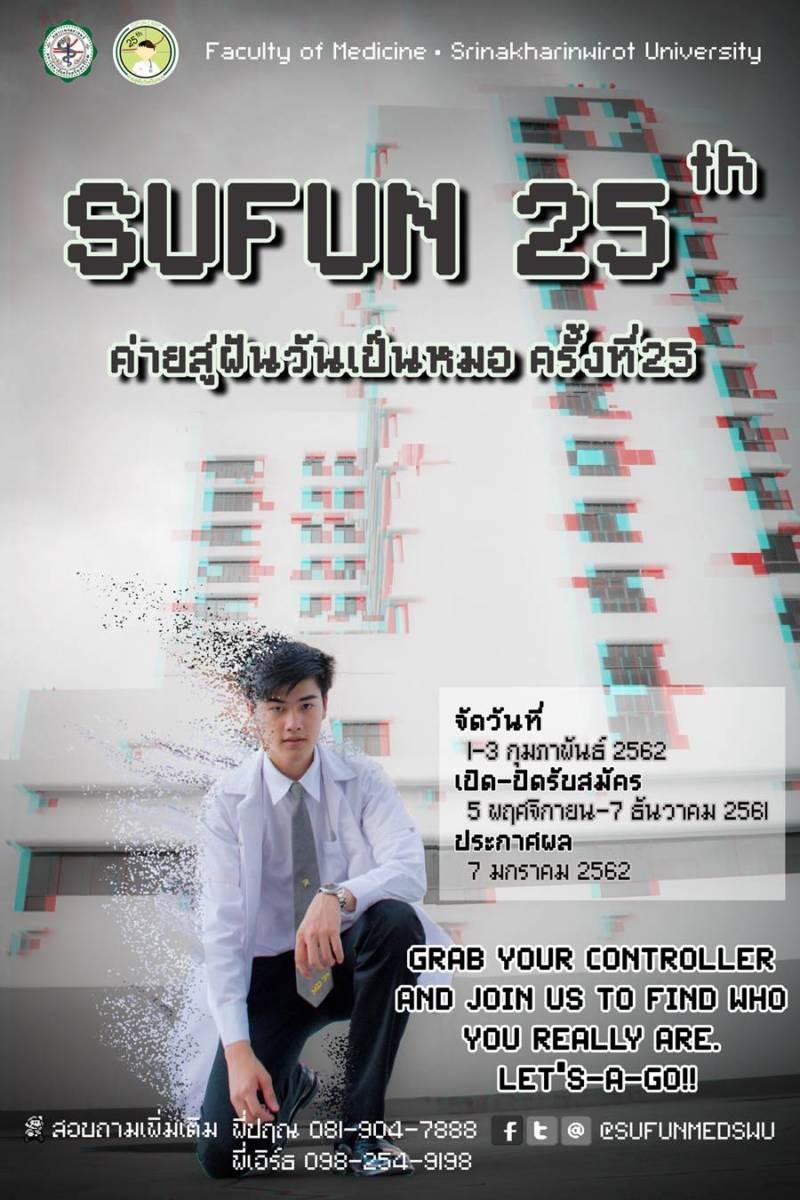 Faculty of Medicine • Srinakharinwirot University
SUFUN 25th
ค่ายสู่ฝันวันเป็นหมอ ครั้งที่25
จัดวันที่
1-3 กุมภาพันธ์ 2562
เปิด-ปิดรับสมัคร
5 พฤศจิกายน-7 ธันวาคม 2561
ประกาศผล
7 มกราคม 2562
GRAB YOUR CONTROLLER
AND JOIN US TO FIND WHO
YOU REALLY ARE.
LET'S-A-GO!!
สอบถามเพิ่มเติม พี่ปฤณ 081-904-7888 @SUFUNMEDSWU
พี่เอิร์ธ 098-254-9198